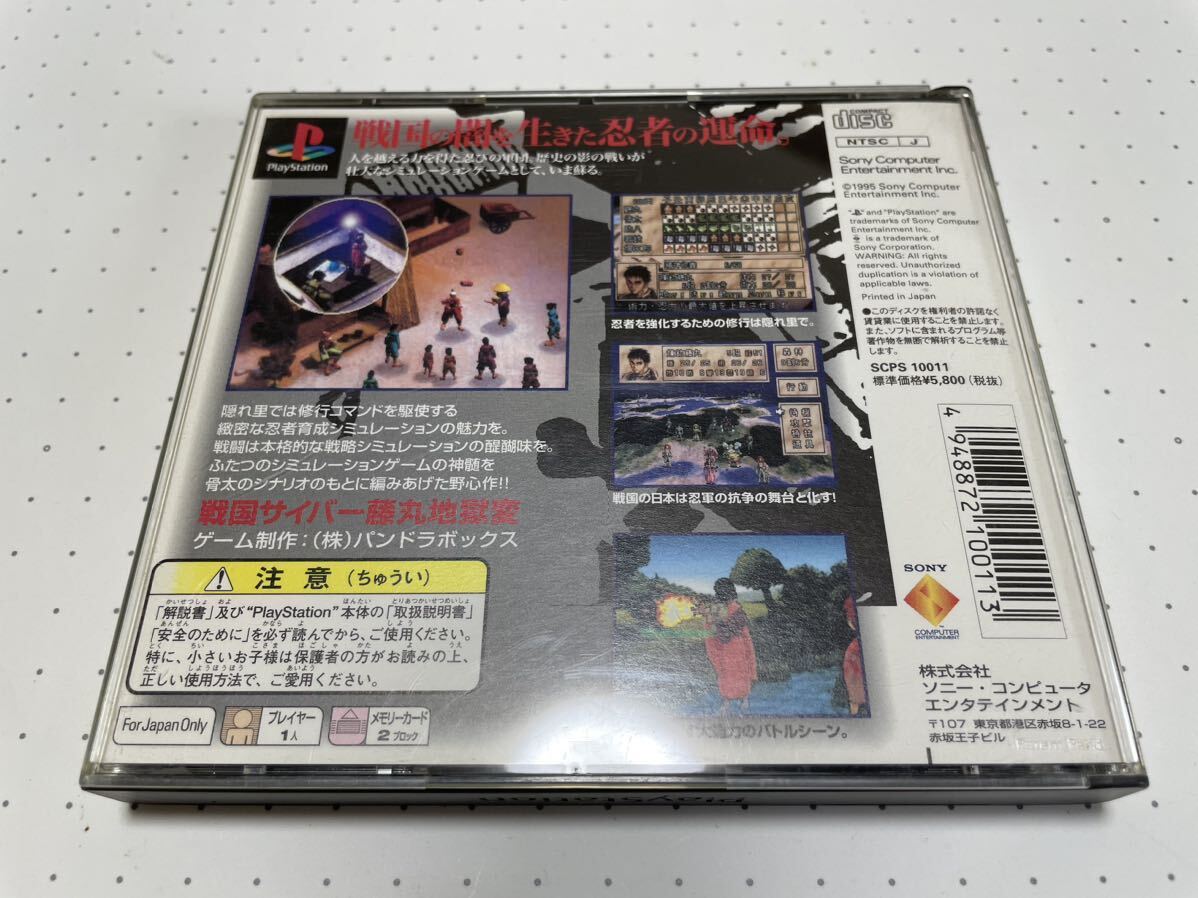 PlayStation
戦国の闇を生きた忍者の運命。
人を越える力を得た忍びの軍団。歴史の影の戦いが
壮大なシミュレーションゲームとして、いま蘇る。
忍者を強化するための修行は隠れ里で。
行動
戦国の日本は忍軍の抗争の舞台と化す!
隠れ里では修行コマンドを駆使する
緻密な忍者育成シミュレーションの魅力を。
戦闘は本格的な戦略シミュレーションの醍醐味を。
ふたつのシミュレーションゲームの神髄を
骨太のシナリオのもとに編みあげた野心作!!
戦国サイバー藤丸地獄変
ゲーム制作:(株)パンドラボックス
注意(ちゅうい)
「解説書」及び"PlayStation"本体の「取扱説明書」
「安全のために」を必ず読んでから、ご使用ください。
特に、小さいお子様は保護者の方がお読みの上、
正しい使用方法で、ご愛用ください。
For Japan Only
プレイヤー
1人
メモリーカード
2ブロック
大迫力のバトルシーン。
COMPACT
disc
NTSC J
Sony Computer
Entertainment Inc.
©1995 Sony Computer
Entertainment Inc.
" " and "PlayStation" are
trademarks of Sony Computer
Entertainment Inc.
is a trademark of
Sony Corporation.
WARNING: All rights
reserved. Unauthorized
duplication is a violation of
applicable laws.
Printed in Japan
●このディスクを権利者の許諾なく
賃貸業に使用することを禁止します。
また、ソフトに含まれるプログラム等
著作物を無断で解析することを禁止
します。
SCPS 10011
標準価格¥5,800(税抜)
4 948872 100113
SONY
COMPUTER
ENTERTAINMENT
株式会社
ソニー・コンピュータ
エンタテインメント
〒107 東京都港区赤坂8-1-22
赤坂王子ビル
PlayStation